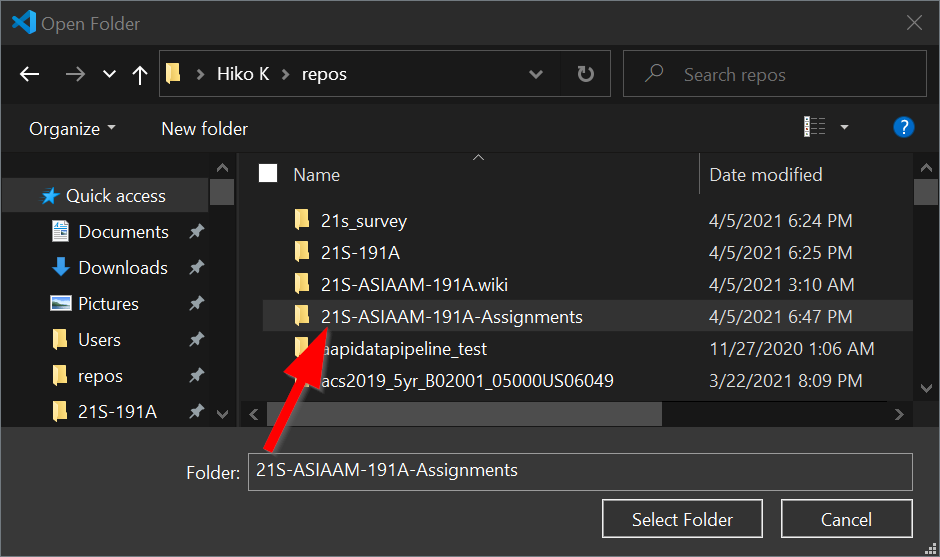 Open Folder
Hiko K repos
Search repos
Organize New folder
?
Name Date modified
Quick access
Documents
Downloads
Pictures
Users
repos
21S-191A
21s_survey 4/5/2021 6:24 PM
21S-191A 4/5/2021 6:25 PM
21S-ASIAAM-191A.wiki 4/5/2021 3:10 AM
21S-ASIAAM-191A-Assignments 4/5/2021 6:47 PM
aapidatapipeline_test 11/27/2020 1:06 AM
acs2019_5yr_B02001_05000US06049 3/22/2021 8:09 PM
Folder: 21S-ASIAAM-191A-Assignments
Select Folder Cancel